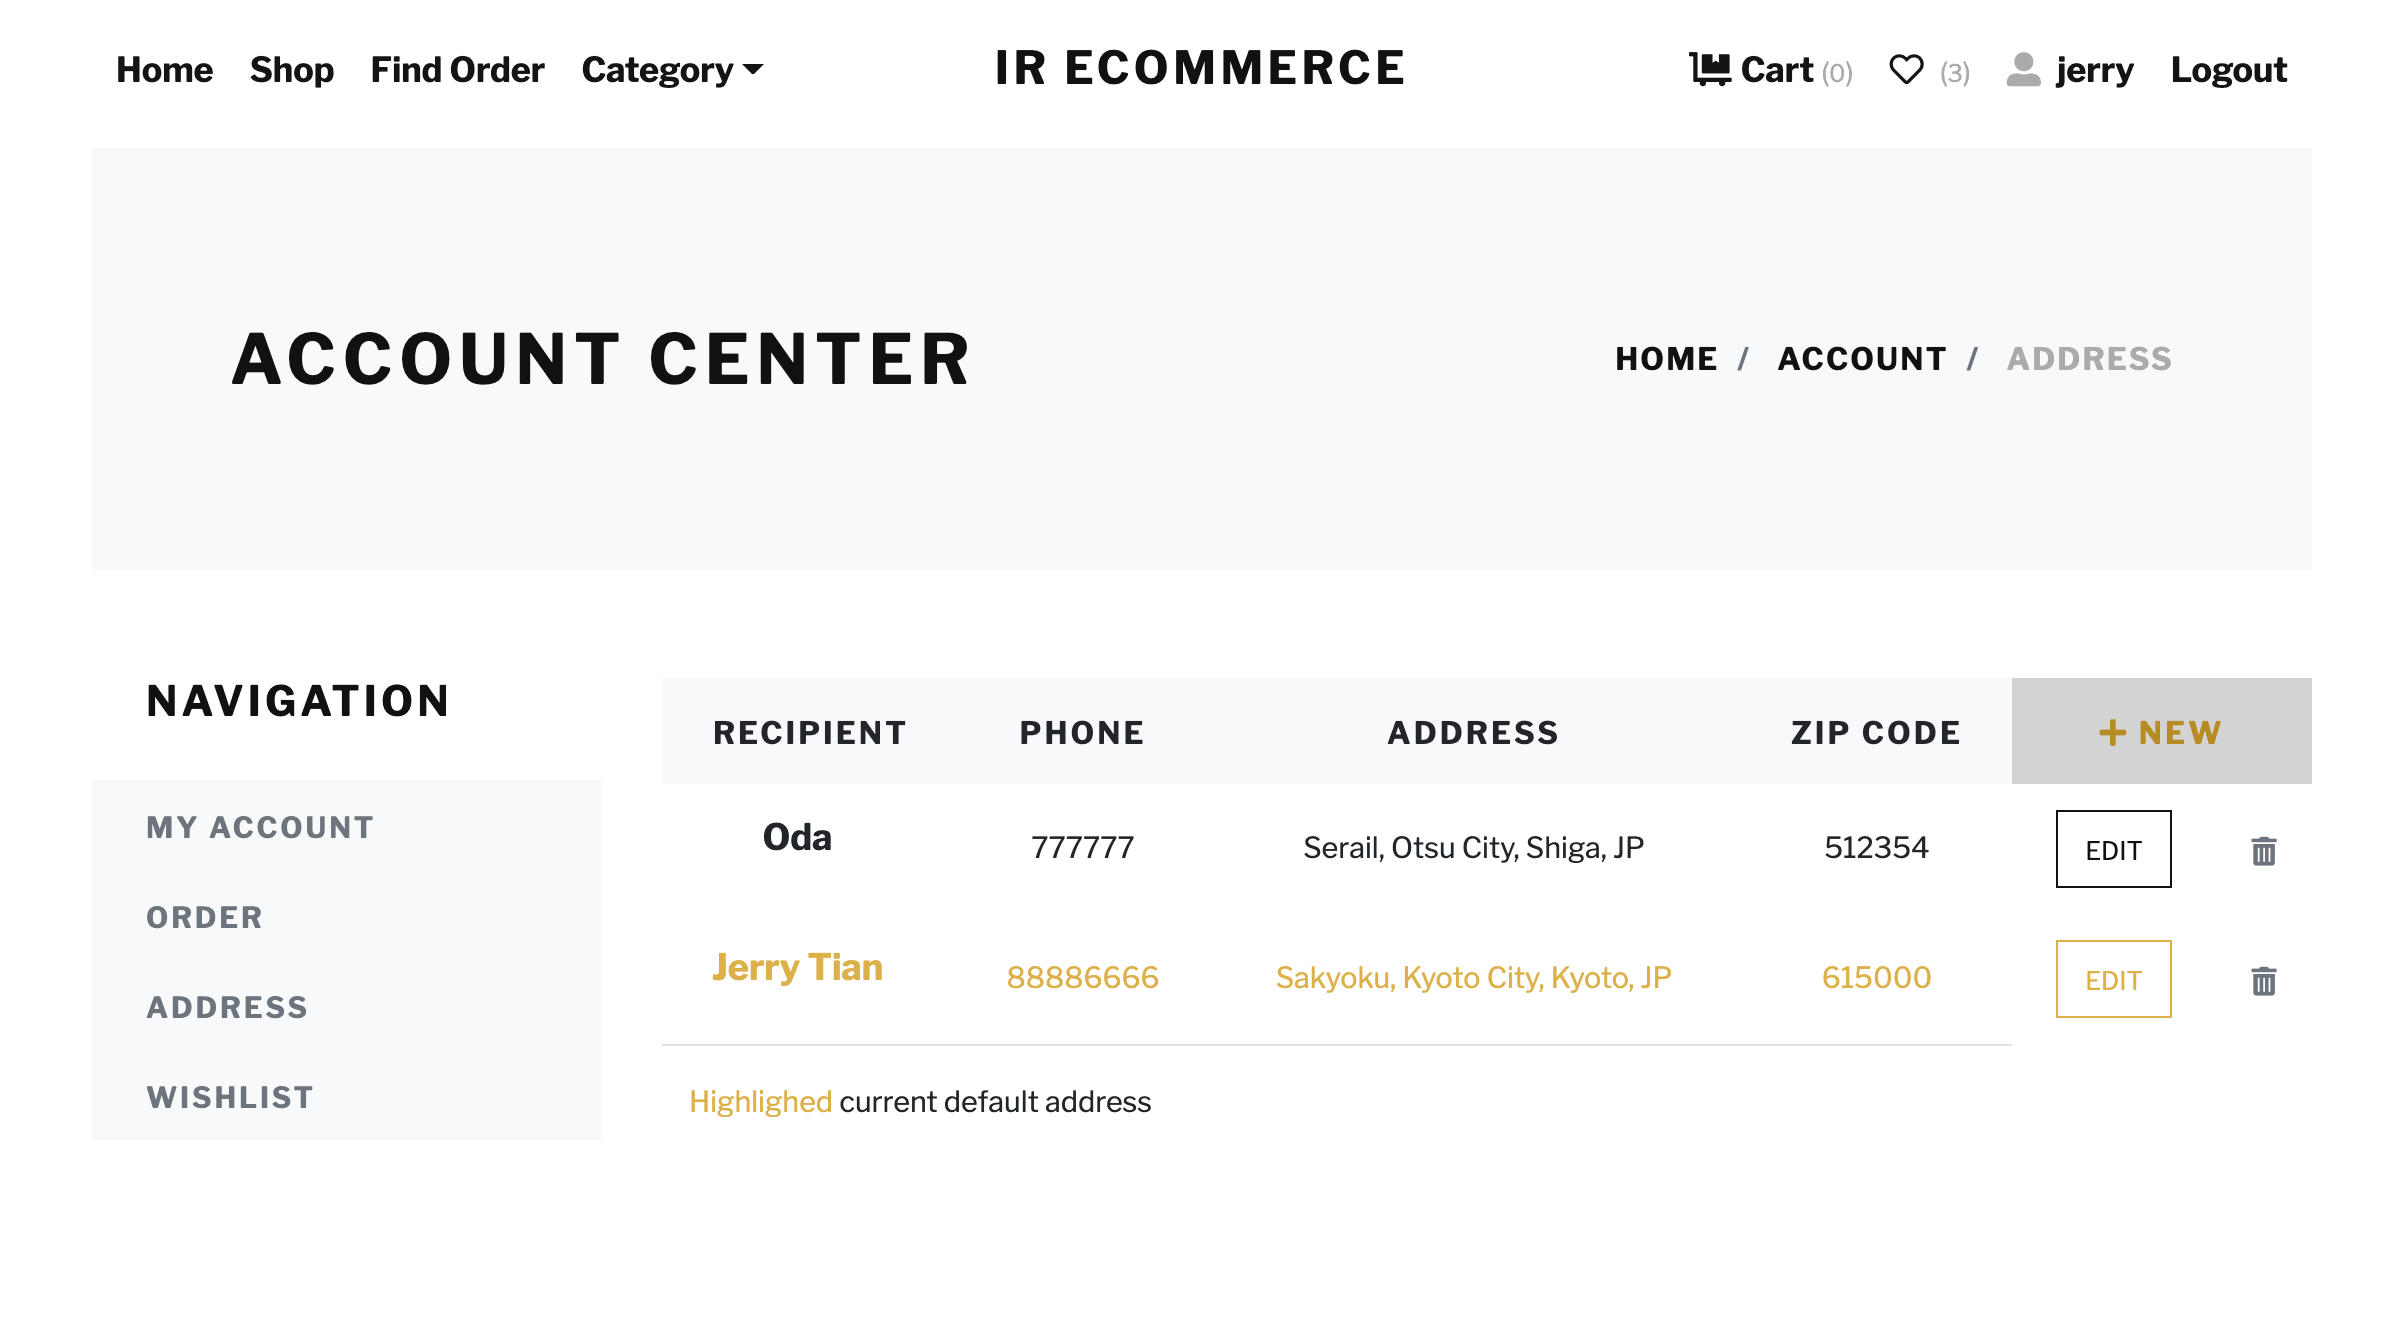 Home Shop Find Order Category IR ECOMMERCE Cart (0) (3) jerry Logout
ACCOUNT CENTER
HOME / ACCOUNT / ADDRESS
NAVIGATION
MY ACCOUNT
ORDER
ADDRESS
WISHLIST
RECIPIENT PHONE ADDRESS ZIP CODE + NEW
Oda 777777 Serail, Otsu City, Shiga, JP 512354 EDIT
Jerry Tian 88886666 Sakyoku, Kyoto City, Kyoto, JP 615000 EDIT
Highlighed current default address